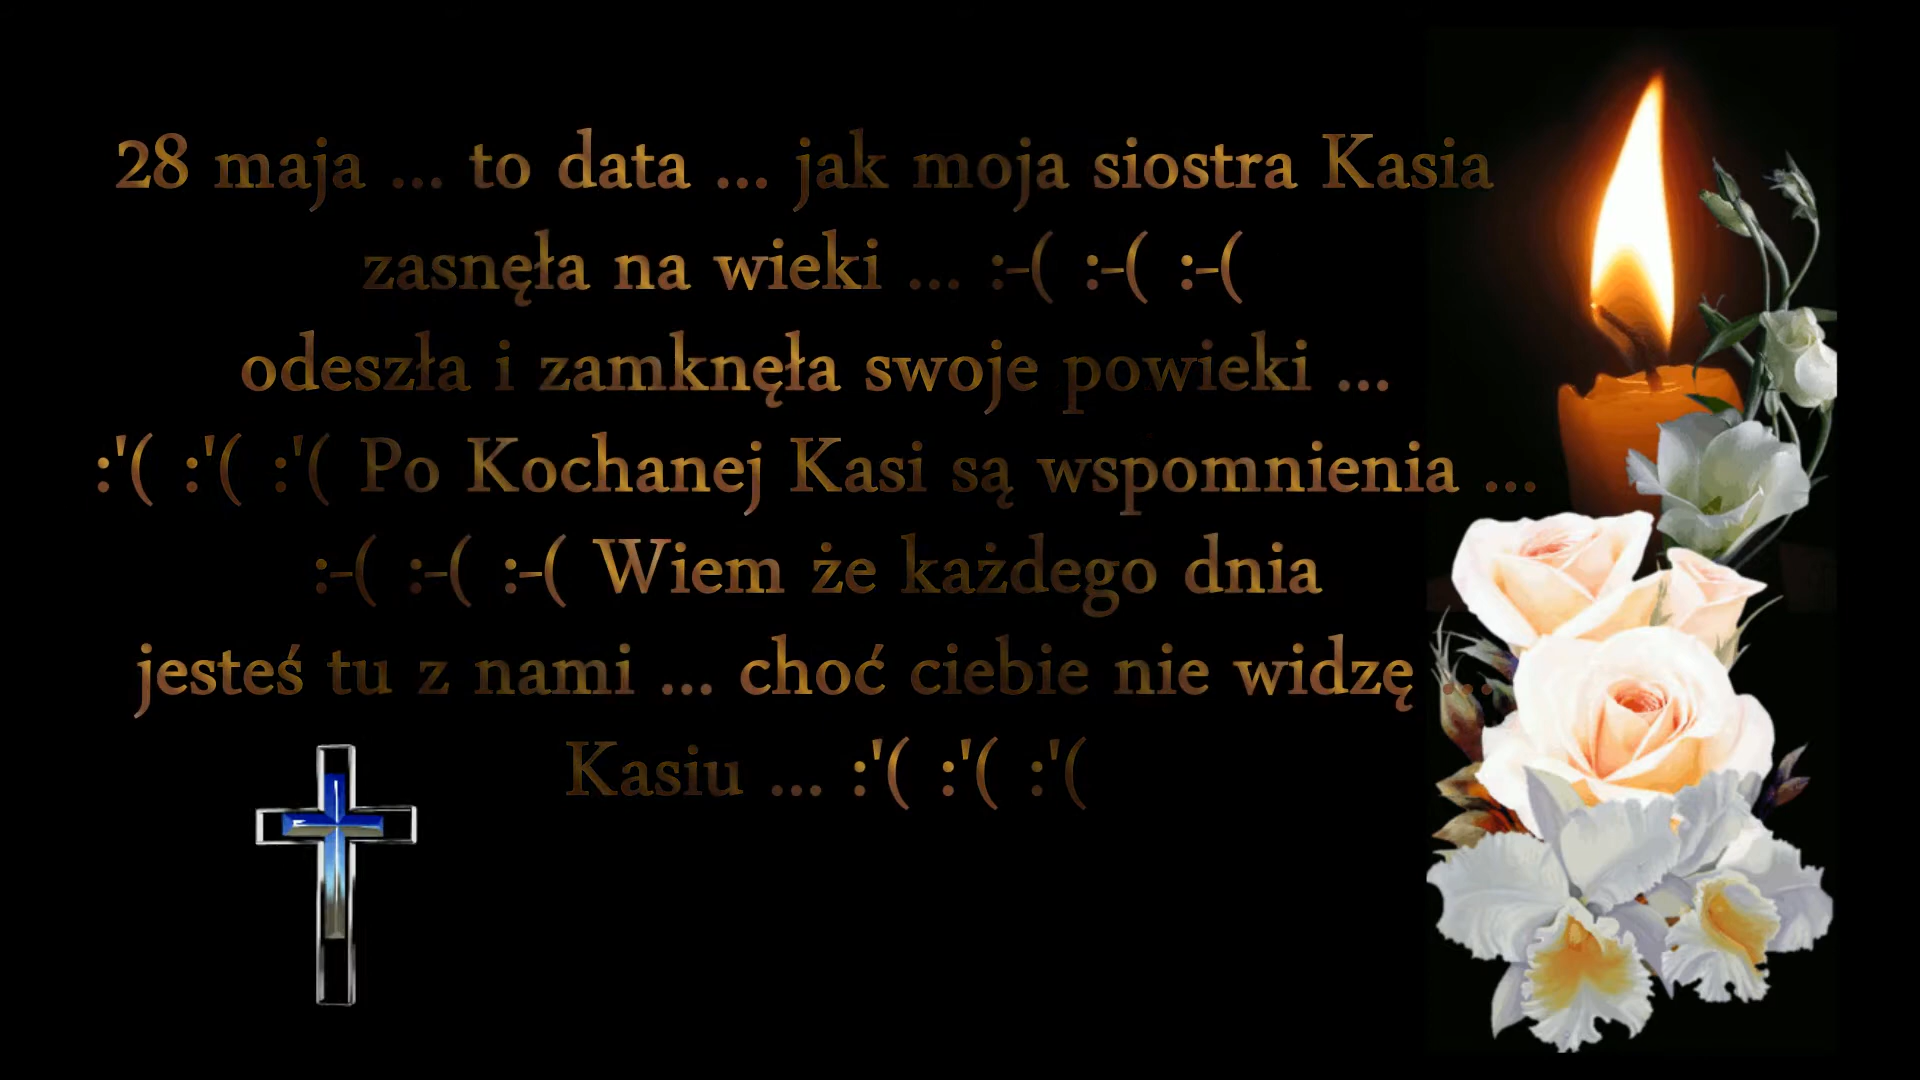 28 maja ... to data ... jak moja siostra Kasia
zasnęła na wieki ... :-( :-( :-(
odeszła i zamknęła swoje powieki ...
:'( :'( :'( Po Kochanej Kasi są wspomnienia ...
:-( :-( :-( Wiem że każdego dnia
jesteś tu z nami ... choć ciebie nie widzę ...
Kasiu ... :'( :'( :'(